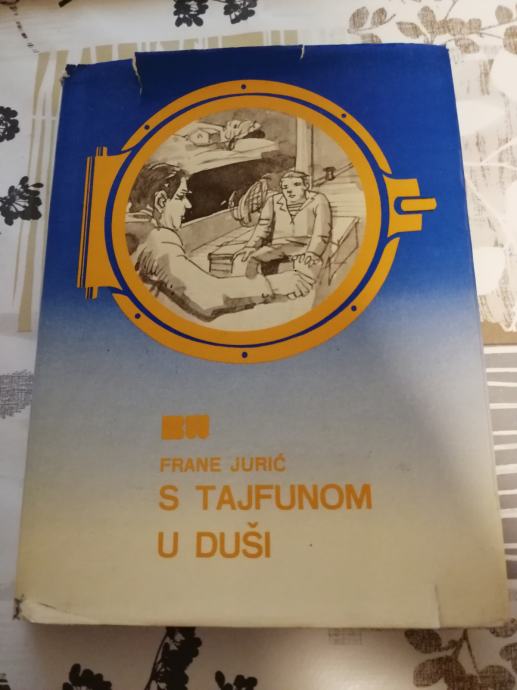 FRANE JURIĆ
S TAJFUNOM
U DUŠI